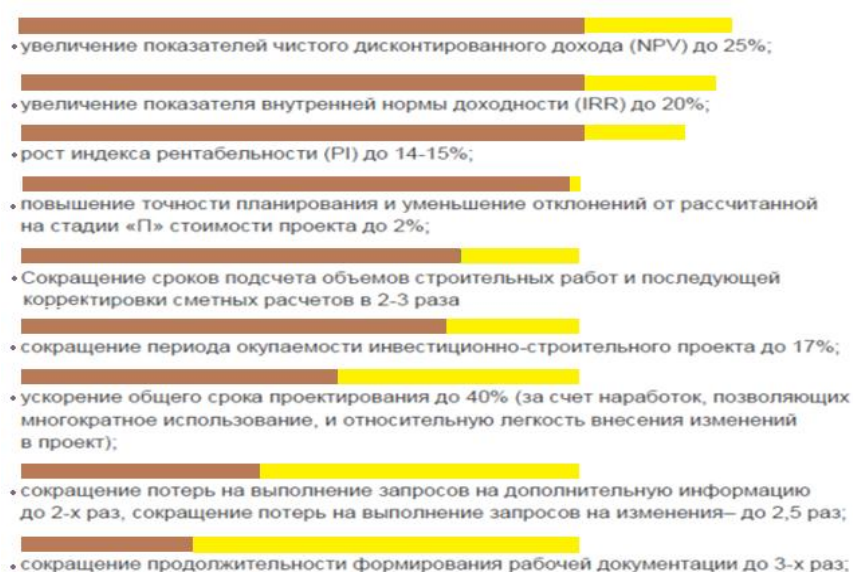 • увеличение показателей чистого дисконтированного дохода (NPV) до 25%;
• увеличение показателя внутренней нормы доходности (IRR) до 20%;
• рост индекса рентабельности (PI) до 14-15%;
• повышение точности планирования и уменьшение отклонений от рассчитанной
на стадии «П» стоимости проекта до 2%;
• Сокращение сроков подсчета объемов строительных работ и последующей
корректировки сметных расчетов в 2-3 раза
• сокращение периода окупаемости инвестиционно-строительного проекта до 17%;
• ускорение общего срока проектирования до 40% (за счет наработок, позволяющих
многократное использование, и относительную легкость внесения изменений
в проект);
• сокращение потерь на выполнение запросов на дополнительную информацию
до 2-х раз, сокращение потерь на выполнение запросов на изменения– до 2,5 раз;
• сокращение продолжительности формирования рабочей документации до 3-х раз;